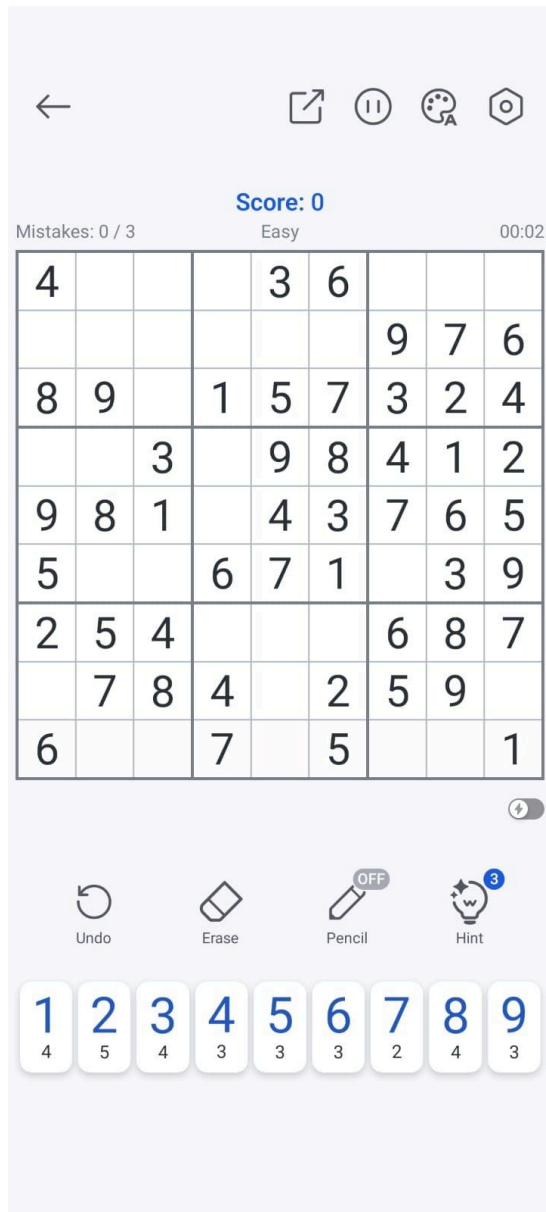 Score: 0
Mistakes: 0 / 3 Easy 00:02
4 3 6
9 7 6
8 9 1 5 7 3 2 4
3 9 8 4 1 2
9 8 1 4 3 7 6 5
5 6 7 1 3 9
2 5 4 6 8 7
7 8 4 2 5 9
6 7 5 1
OFF 3
Undo Erase Pencil Hint
1 2 3 4 5 6 7 8 9
4 5 4 3 3 3 2 4 3